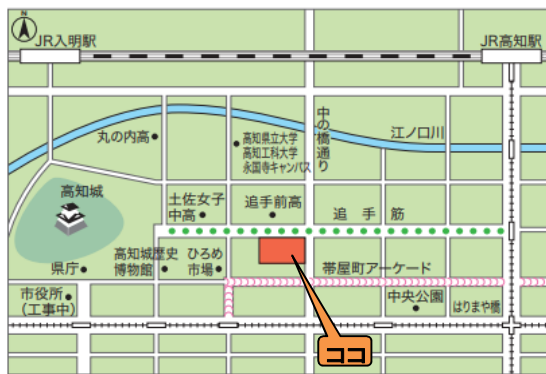 N
JR入明駅
JR高知駅
中の橋通り
丸の内高
高知県立大学
高知工科大学
永国寺キャンパス
江ノ口川
高知城
土佐女子
中高
追手前高
追手筋
高知城歴史
博物館
ひろめ
市場
帯屋町アーケード
県庁
市役所
(工事中)
中央公園
はりまや橋
ココ